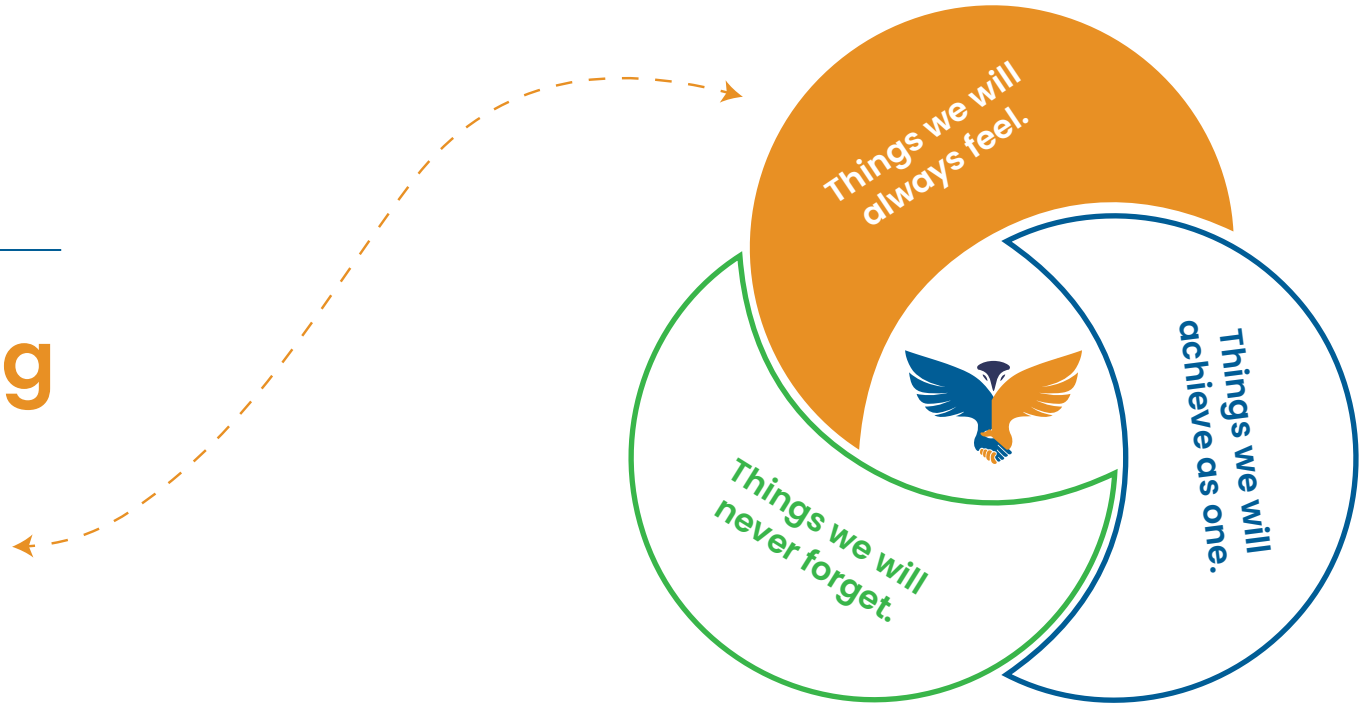 Things we will
always feel.
g
Things we will
achieve as one.
Things we will
never forget.